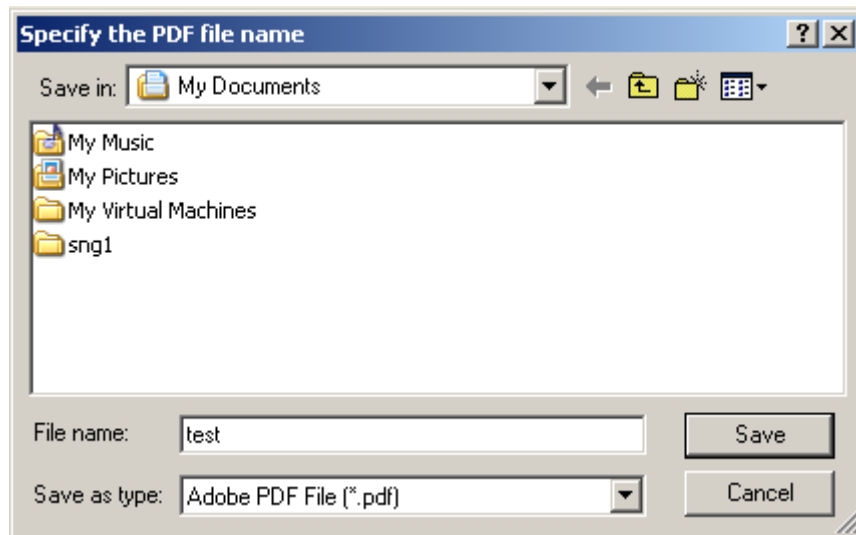 Specify the PDF file name
Save in: My Documents
My Music
My Pictures
My Virtual Machines
sng1
File name: test Save
Save as type: Adobe PDF File (*.pdf) Cancel